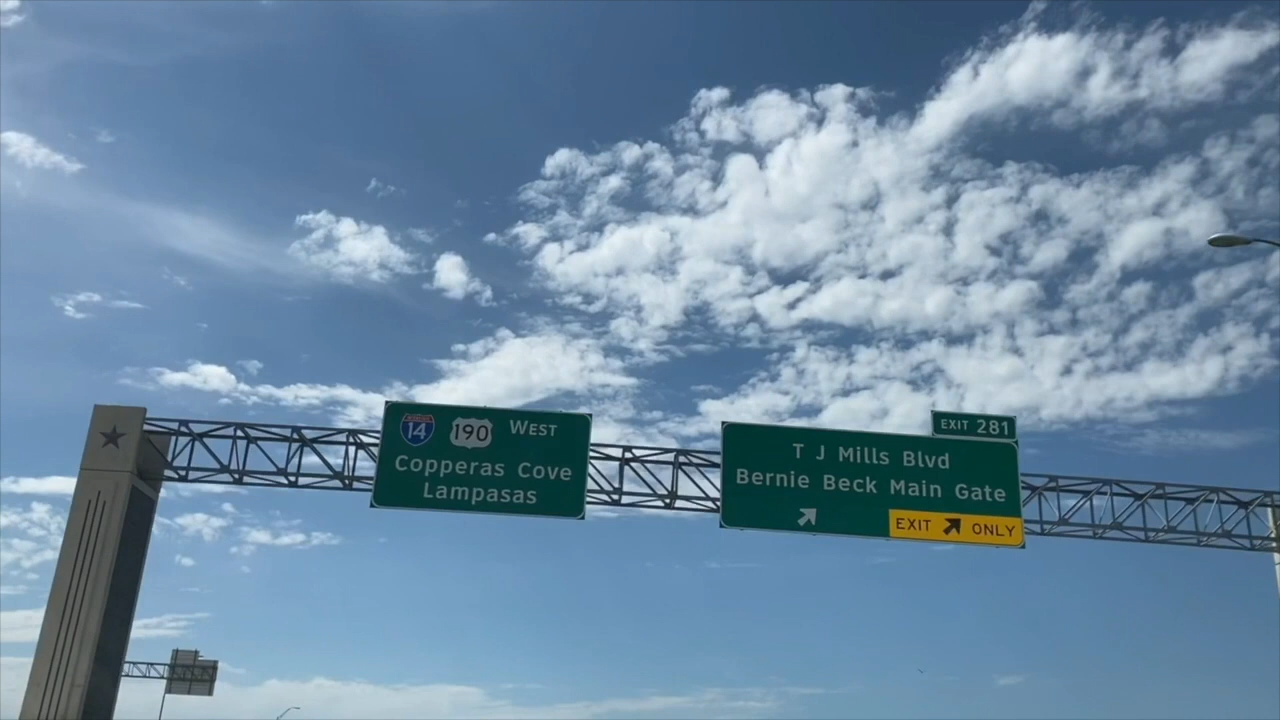 14 190 West
Copperas Cove
Lampasas
EXIT 281
T J Mills Blvd
Bernie Beck Main Gate
EXIT ONLY